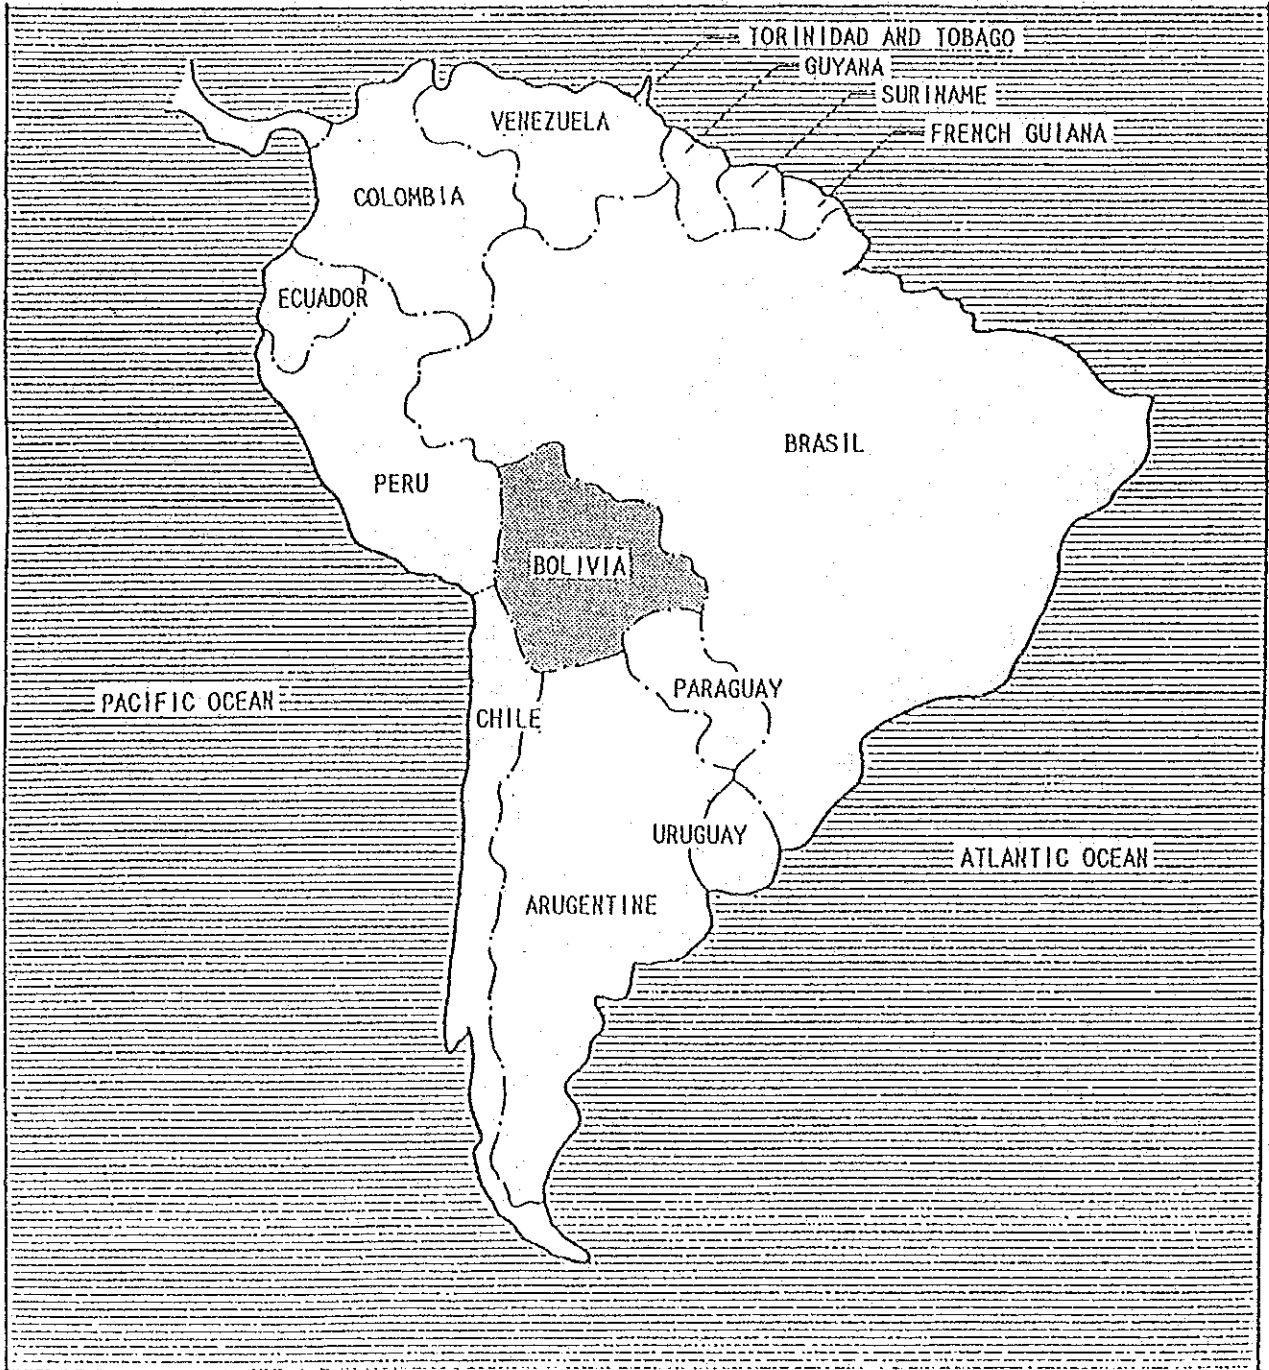 TORINIDAD AND TOBAGO
GUYANA
SURINAME
VENEZUELA
FRENCH GUIANA
COLOMBIA
ECUADOR
BRASIL
PERU
BOLIVIA
PARAGUAY
PACIFIC OCEAN
CHILE
URUGUAY
ATLANTIC OCEAN
ARUGENTINE